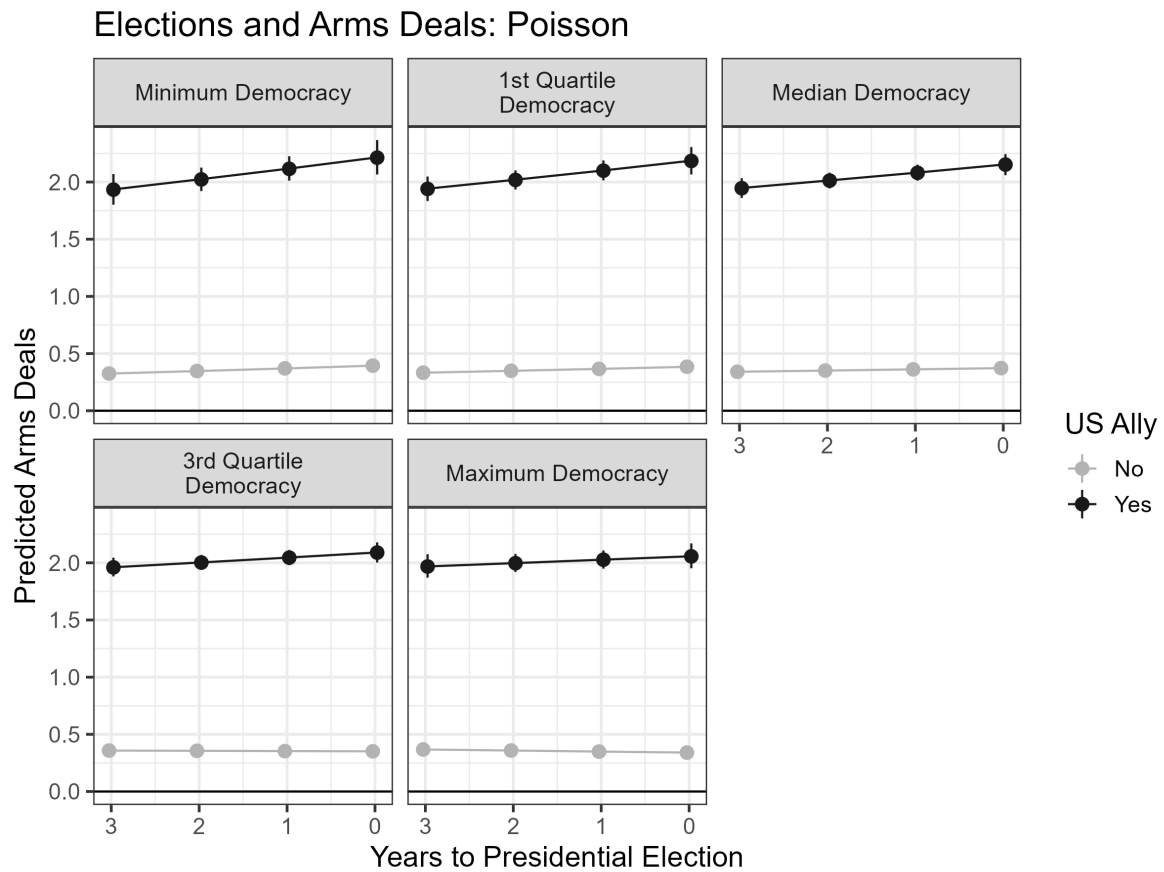 Elections and Arms Deals: Poisson
Minimum Democracy
1st Quartile
Democracy
Median Democracy
2.0
1.5
1.0
0.5
0.0
3 2 1 0
3rd Quartile
Democracy
Maximum Democracy
2.0
1.5
1.0
0.5
0.0
3 2 1 0
3 2 1 0
Years to Presidential Election
Predicted Arms Deals
US Ally
No
Yes